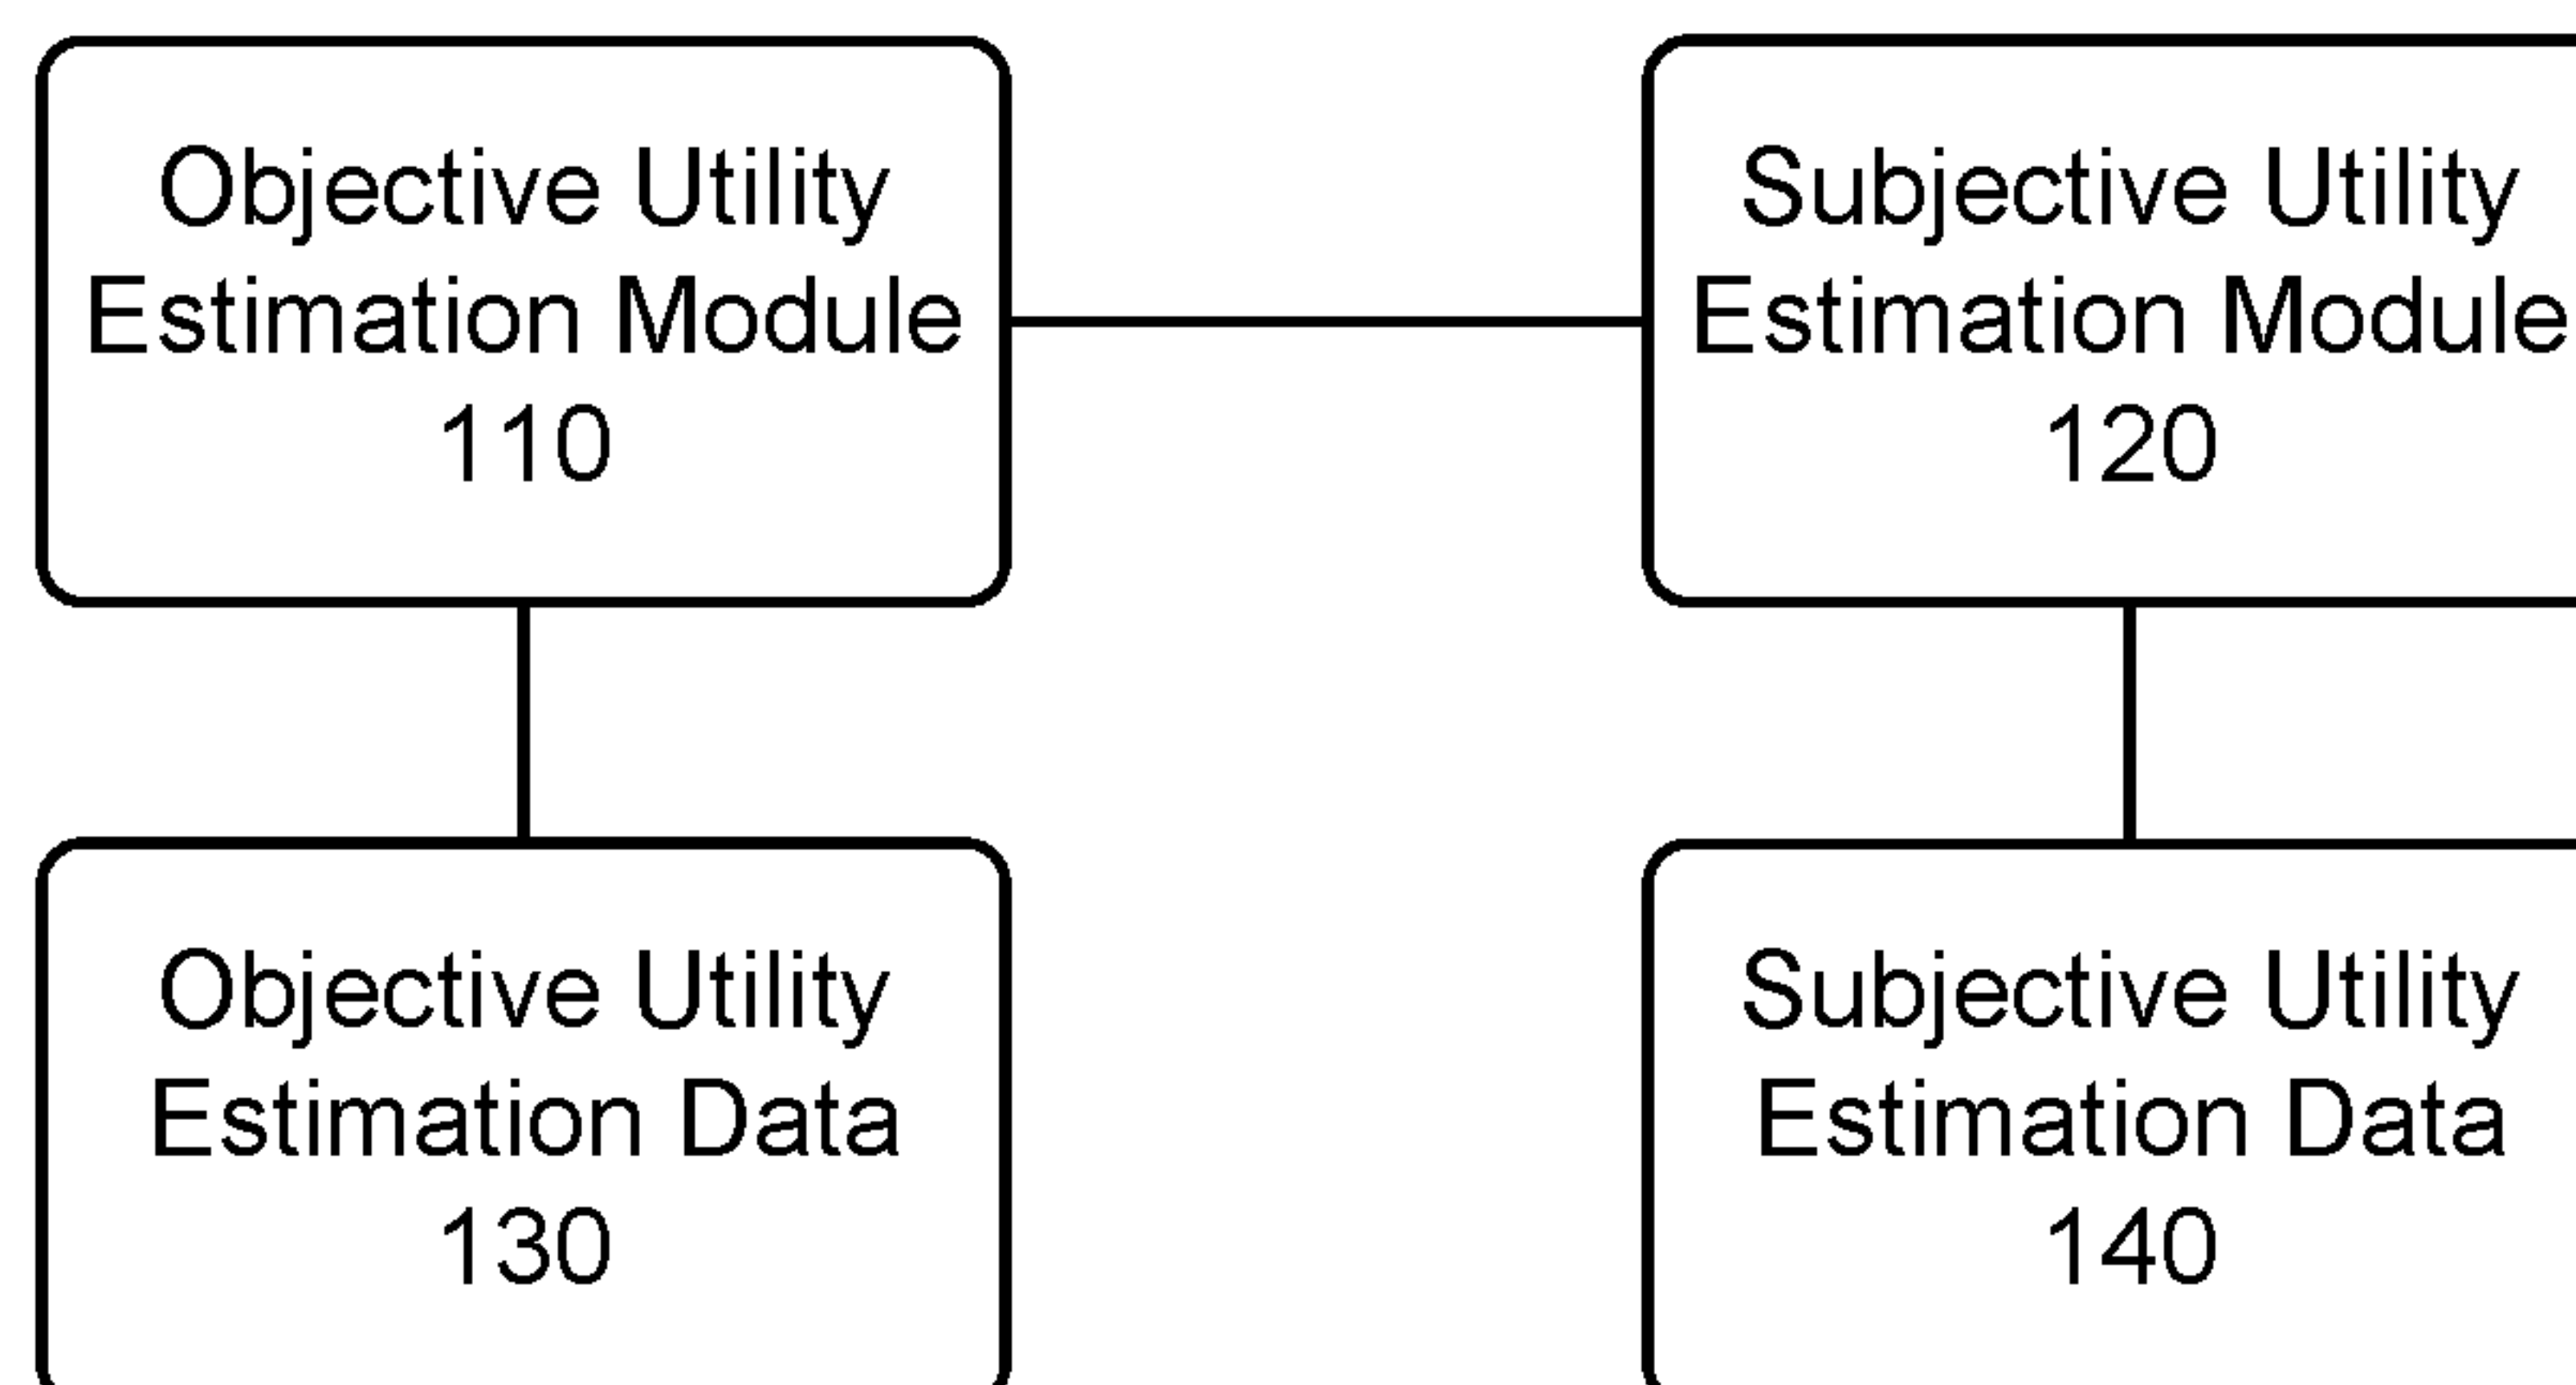 Objective Utility
Estimation Module
110
Subjective Utility
Estimation Module
120
Objective Utility
Estimation Data
130
Subjective Utility
Estimation Data
140